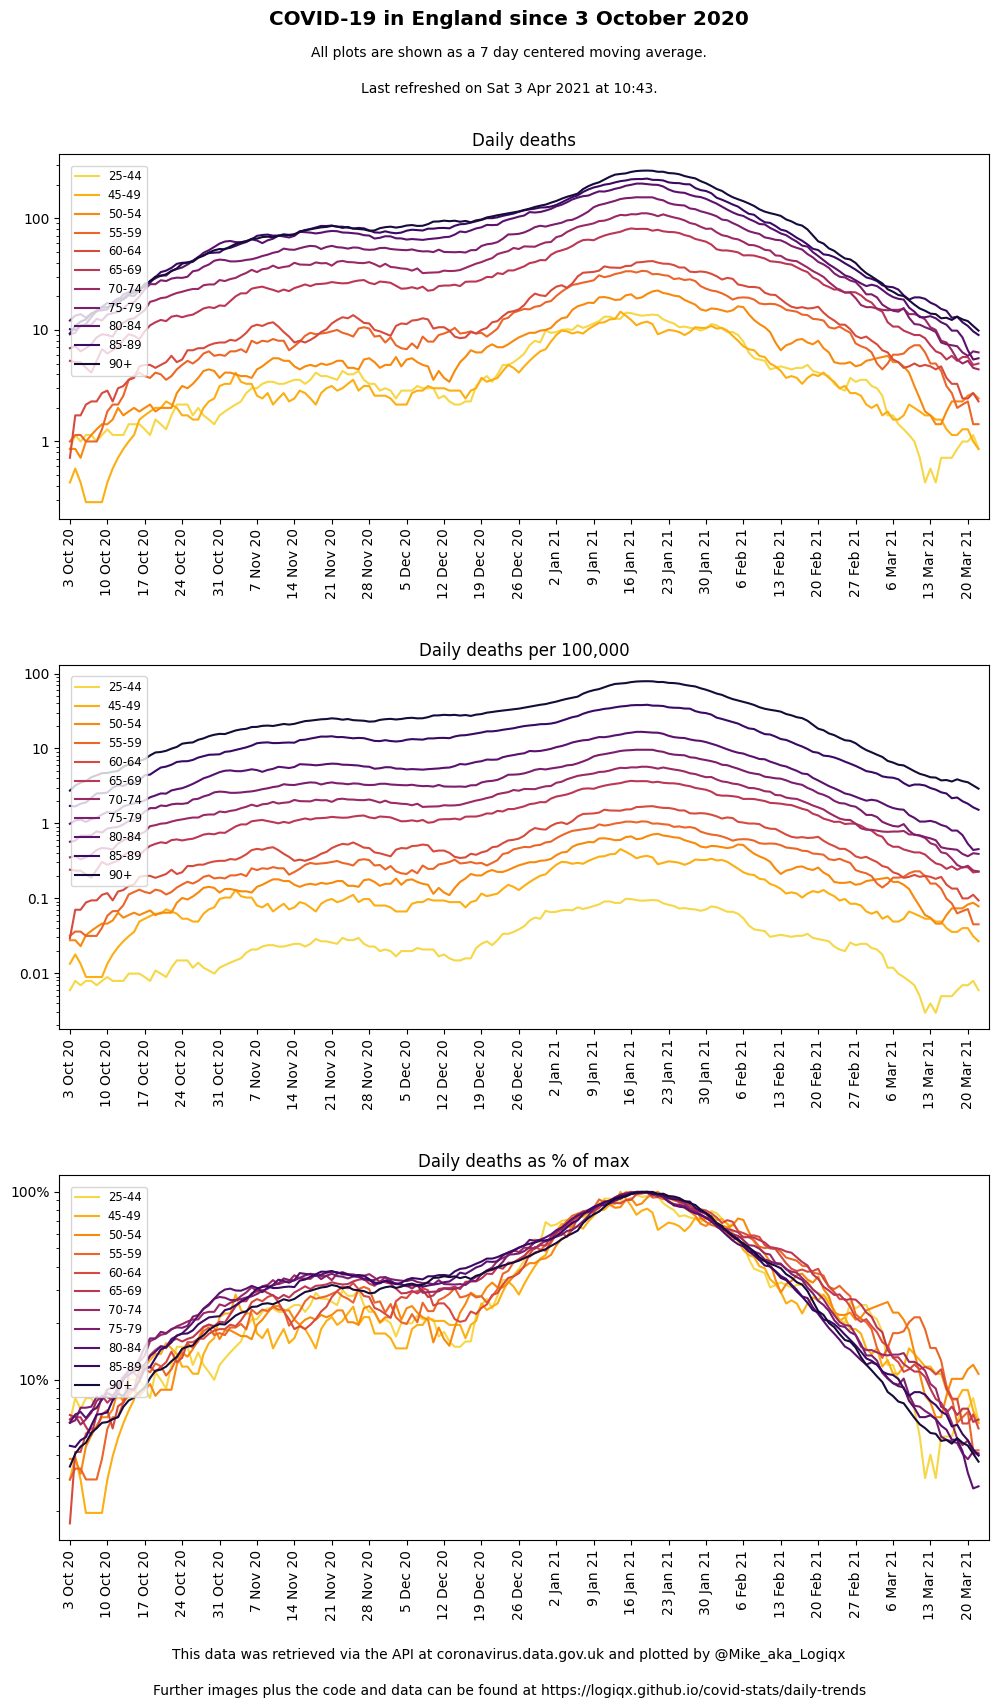 COVID-19 in England since 3 October 2020
All plots are shown as a 7 day centered moving average.
Last refreshed on Sat 3 Apr 2021 at 10:43.
Daily deaths
25-44
45-49
50-54
55-59
60-64
65-69
70-74
75-79
80-84
85-89
90+
100
10
1
3 Oct 20
10 Oct 20
17 Oct 20
24 Oct 20
31 Oct 20
7 Nov 20
14 Nov 20
21 Nov 20
28 Nov 20
5 Dec 20
12 Dec 20
19 Dec 20
26 Dec 20
2 Jan 21
9 Jan 21
16 Jan 21
23 Jan 21
30 Jan 21
6 Feb 21
13 Feb 21
20 Feb 21
27 Feb 21
6 Mar 21
13 Mar 21
20 Mar 21
Daily deaths per 100,000
25-44
45-49
50-54
55-59
60-64
65-69
70-74
75-79
80-84
85-89
90+
100
10
1
0.1
0.01
3 Oct 20
10 Oct 20
17 Oct 20
24 Oct 20
31 Oct 20
7 Nov 20
14 Nov 20
21 Nov 20
28 Nov 20
5 Dec 20
12 Dec 20
19 Dec 20
26 Dec 20
2 Jan 21
9 Jan 21
16 Jan 21
23 Jan 21
30 Jan 21
6 Feb 21
13 Feb 21
20 Feb 21
27 Feb 21
6 Mar 21
13 Mar 21
20 Mar 21
Daily deaths as % of max
25-44
45-49
50-54
55-59
60-64
65-69
70-74
75-79
80-84
85-89
90+
100%
10%
3 Oct 20
10 Oct 20
17 Oct 20
24 Oct 20
31 Oct 20
7 Nov 20
14 Nov 20
21 Nov 20
28 Nov 20
5 Dec 20
12 Dec 20
19 Dec 20
26 Dec 20
2 Jan 21
9 Jan 21
16 Jan 21
23 Jan 21
30 Jan 21
6 Feb 21
13 Feb 21
20 Feb 21
27 Feb 21
6 Mar 21
13 Mar 21
20 Mar 21
This data was retrieved via the API at coronavirus.data.gov.uk and plotted by @Mike_aka_Logiqx
Further images plus the code and data can be found at https://logiqx.github.io/covid-stats/daily-trends